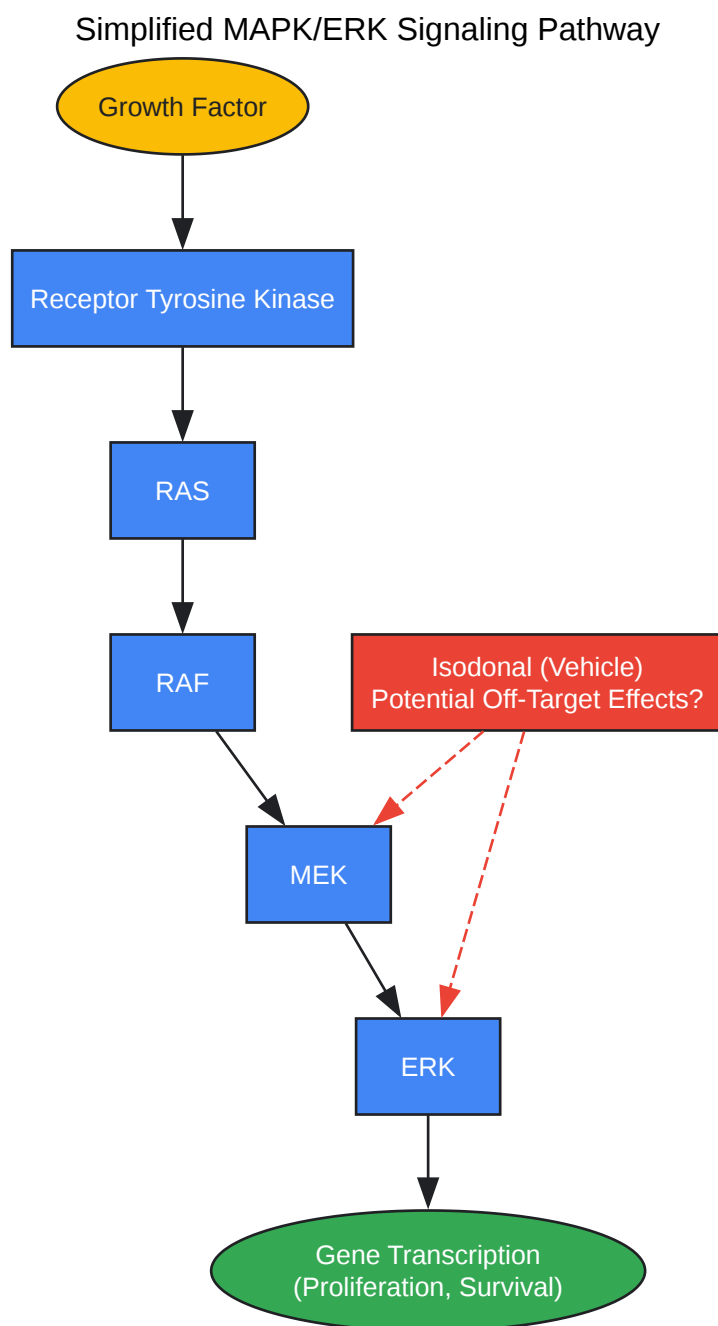 Simplified MAPK/ERK Signaling Pathway
Growth Factor
Receptor Tyrosine Kinase
RAS
RAF
Isodonal (Vehicle)
Potential Off-Target Effects?
MEK
ERK
Gene Transcription
(Proliferation, Survival)